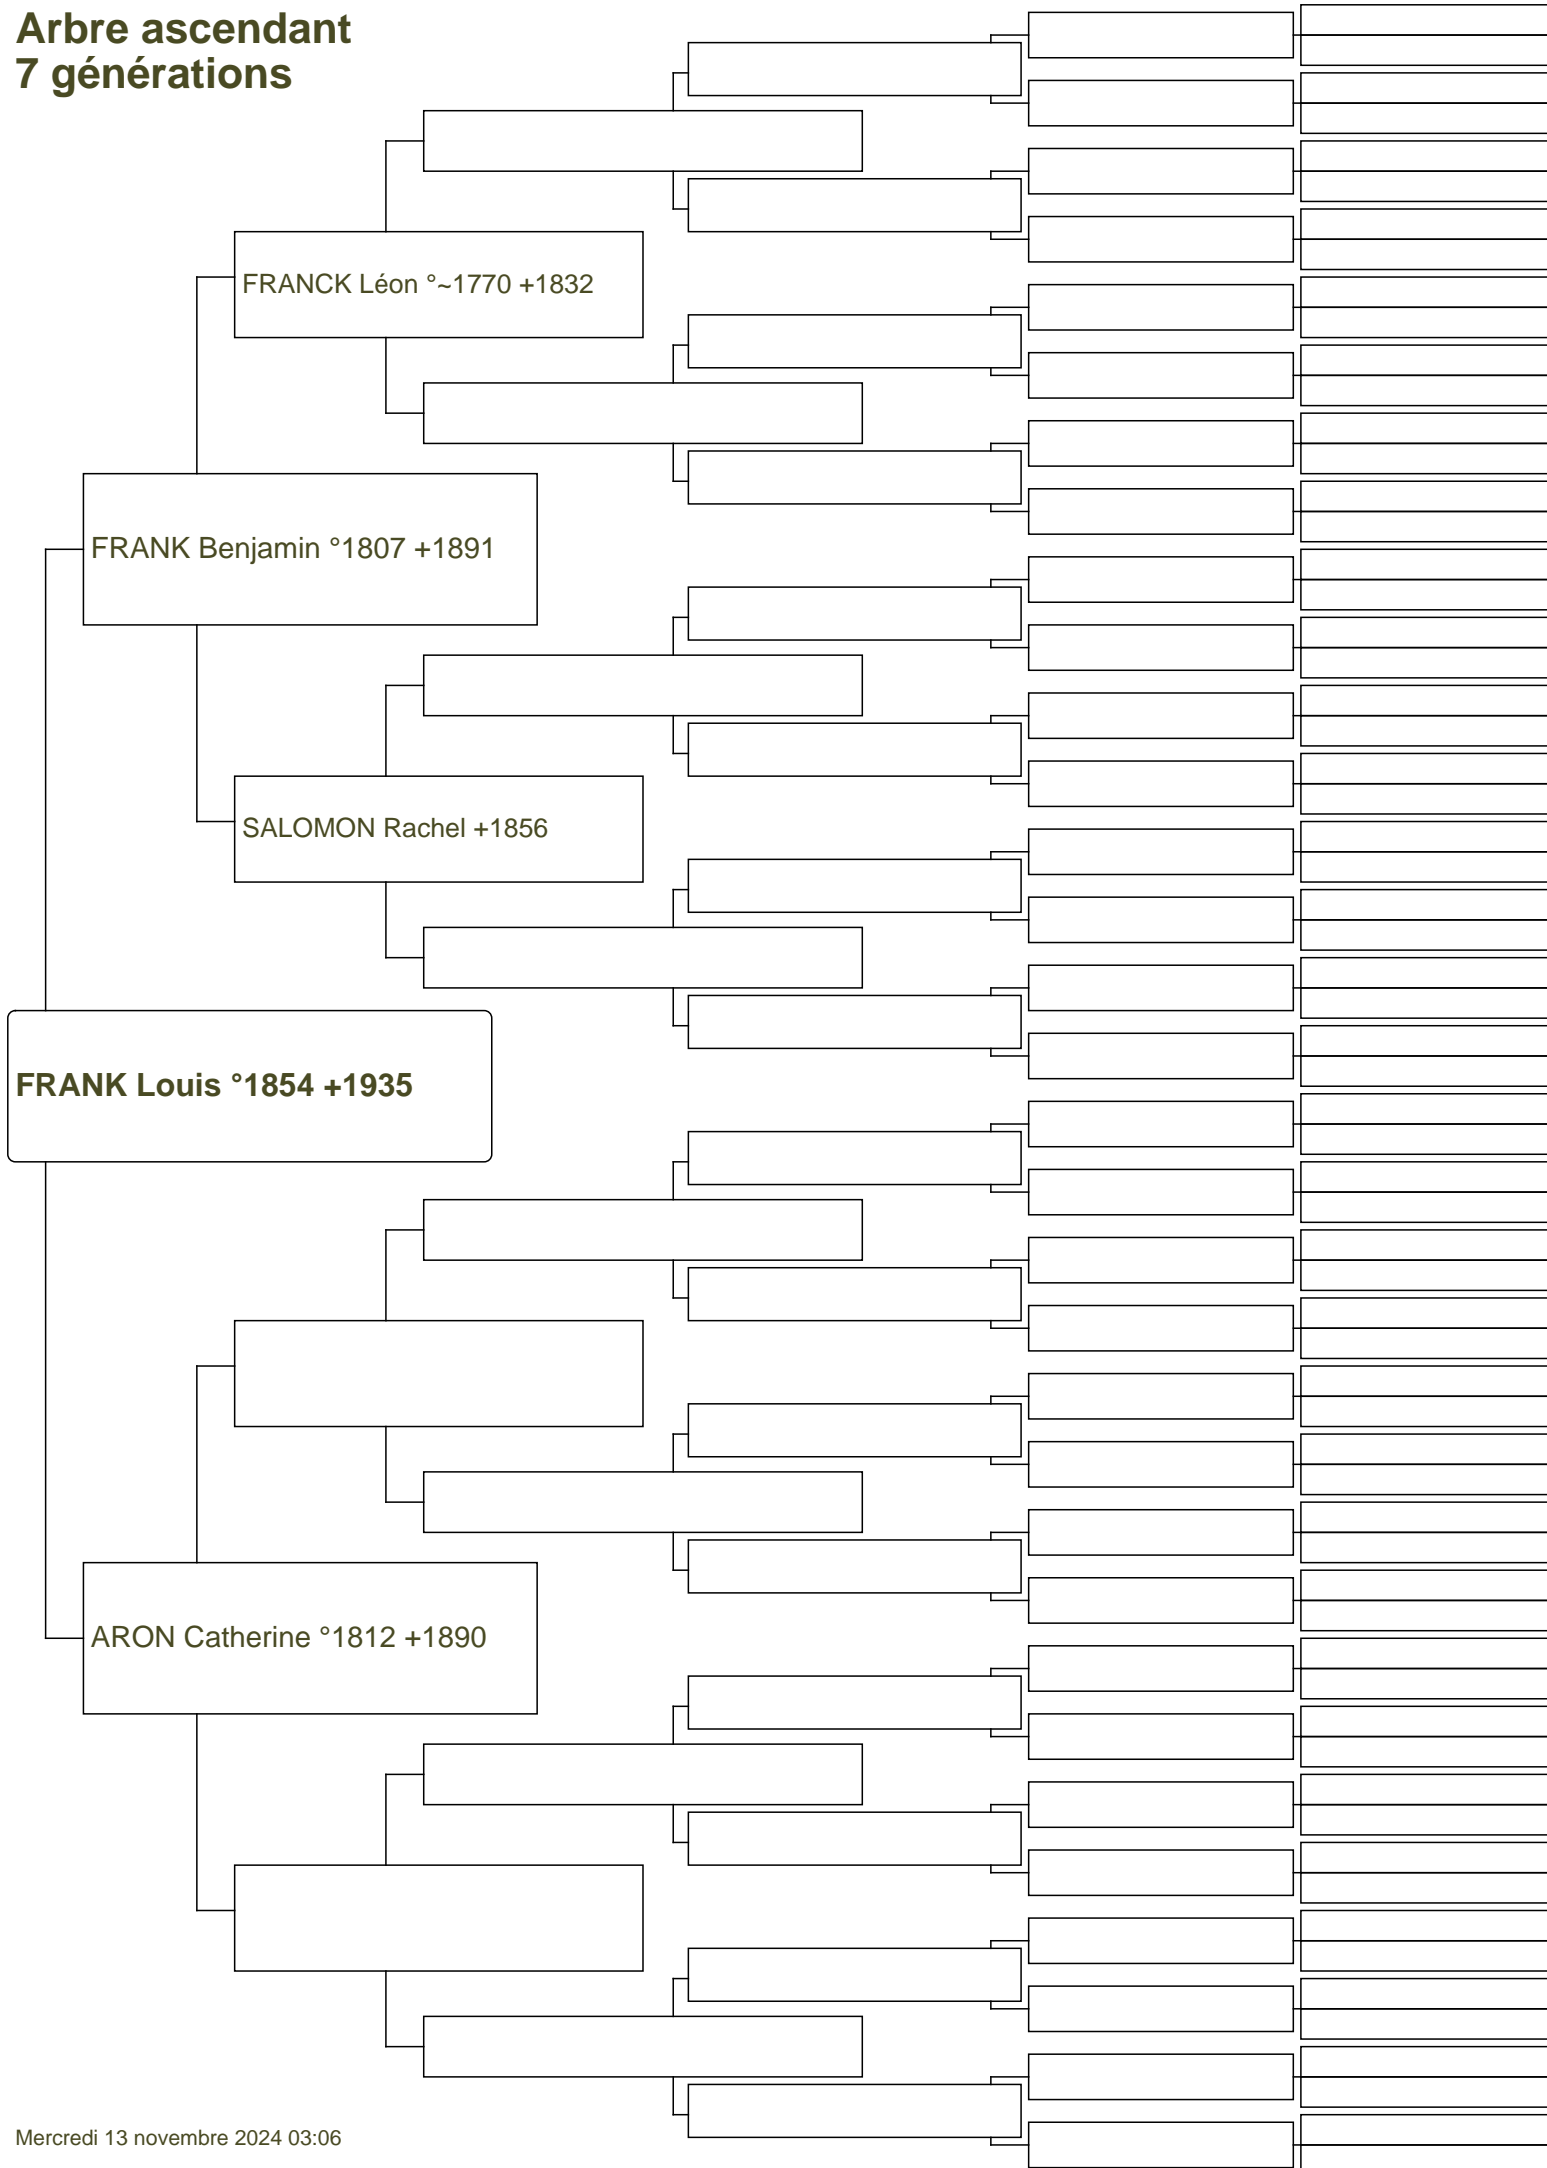 Arbre ascendant
7 générations
FRANCK Léon °~1770 +1832
FRANK Benjamin °1807 +1891
SALOMON Rachel +1856
FRANK Louis °1854 +1935
ARON Catherine °1812 +1890
Mercredi 13 novembre 2024 03:06